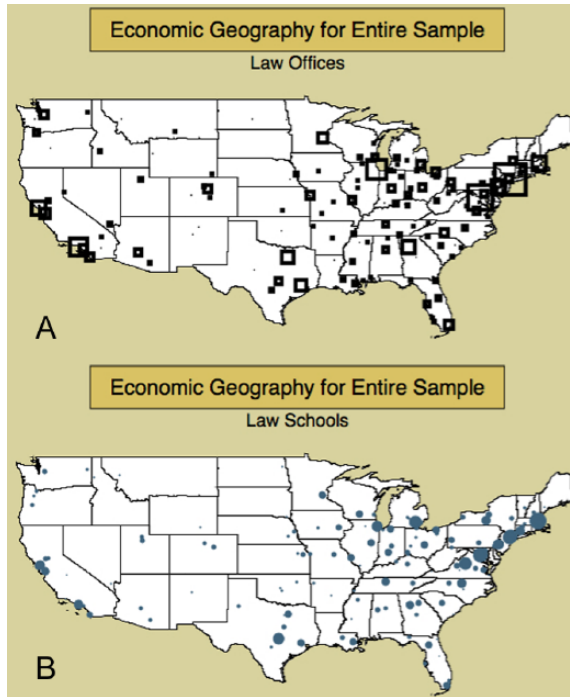 Economic Geography for Entire Sample
Law Offices
A
Economic Geography for Entire Sample
Law Schools
B